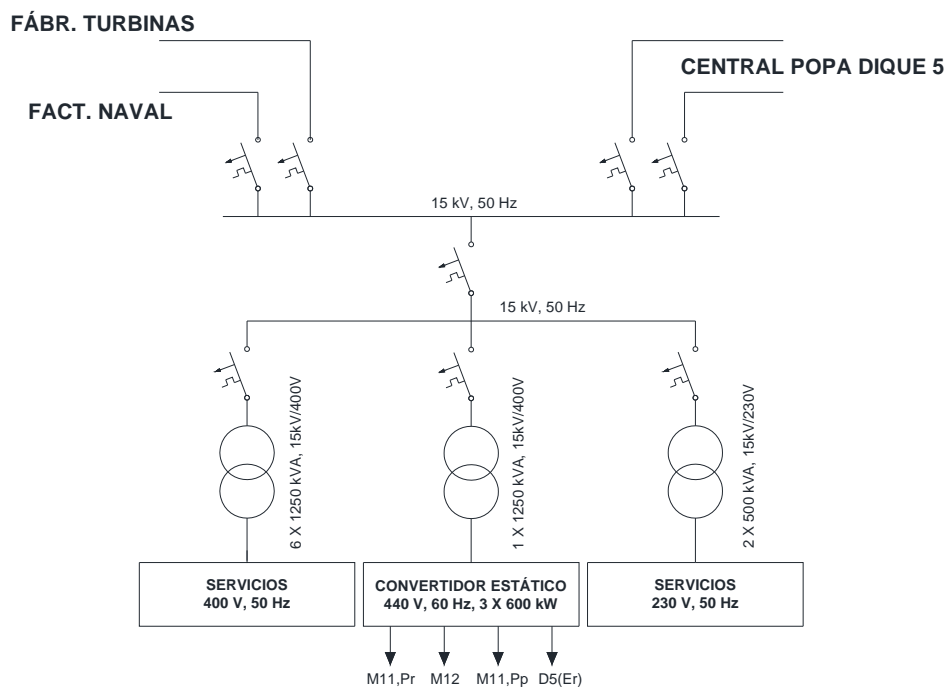 FÁBR. TURBINAS
CENTRAL POPA DIQUE 5
FACT. NAVAL
15 kV, 50 Hz
15 kV, 50 Hz
6 X 1250 kVA, 15kV/400V
1 X 1250 kVA, 15kV/400V
2 X 500 kVA, 15kV/230V
SERVICIOS
400 V, 50 Hz
CONVERTIDOR ESTÁTICO
440 V, 60 Hz, 3 X 600 kW
SERVICIOS
230 V, 50 Hz
M11,Pr M12 M11,Pp D5(Er)